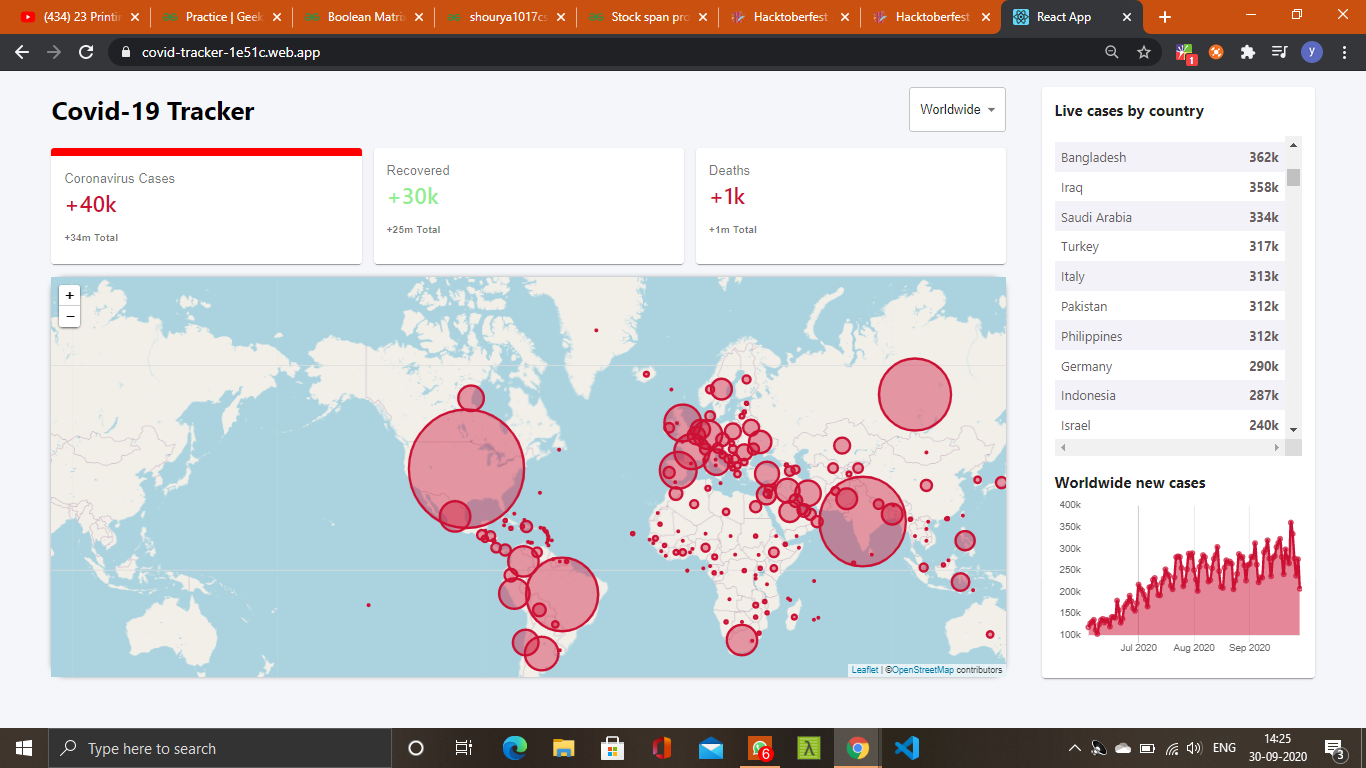 (434) 23 Printin
Practice | Geek
Boolean Matri
shourya1017cs
Stock span pro
Hacktoberfest
Hacktoberfest
React App
covid-tracker-1e51c.web.app
1
y
Covid-19 Tracker
Worldwide
Coronavirus Cases
+40k
+34m Total
Recovered
+30k
+25m Total
Deaths
+1k
+1m Total
+
−
Leaflet | ©OpenStreetMap contributors
Live cases by country
Bangladesh 362k
Iraq 358k
Saudi Arabia 334k
Turkey 317k
Italy 313k
Pakistan 312k
Philippines 312k
Germany 290k
Indonesia 287k
Israel 240k
Worldwide new cases
400k
350k
300k
250k
200k
150k
100k
Jul 2020 Aug 2020 Sep 2020
Type here to search
6
λ
ENG
14:25
30-09-2020
3